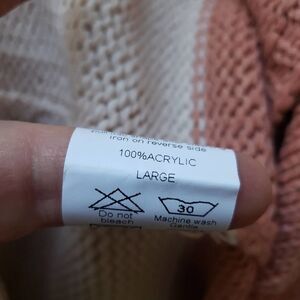 Iron on reverse side
100%ACRYLIC
LARGE
30
Do not
bleach
Machine wash
Gentle